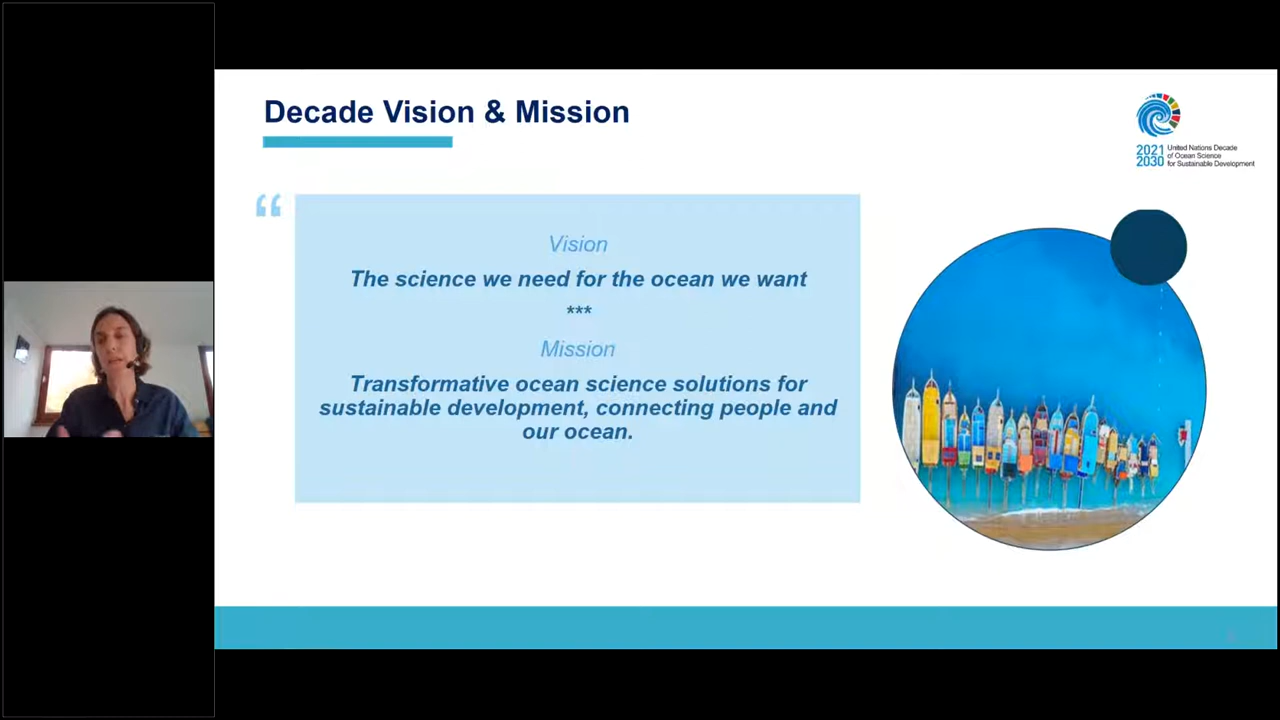 Decade Vision & Mission
2021
2030
United Nations Decade
of Ocean Science
for Sustainable Development
“
Vision
The science we need for the ocean we want
***
Mission
Transformative ocean science solutions for
sustainable development, connecting people and
our ocean.